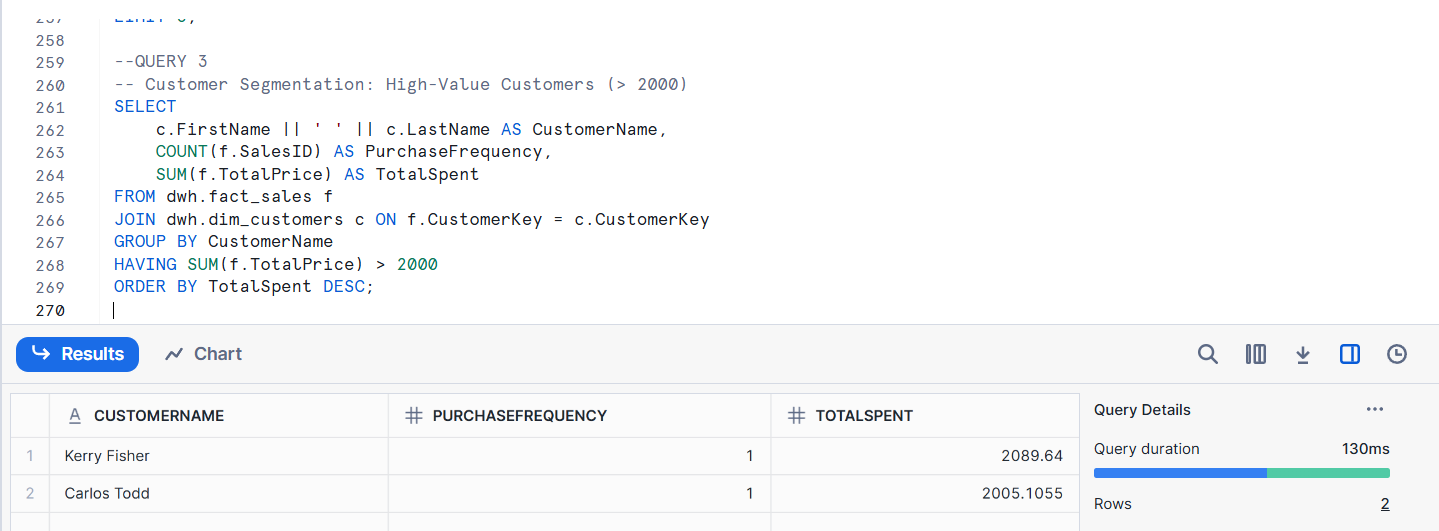 257 LIMIT 5;
258
259 --QUERY 3
260 -- Customer Segmentation: High-Value Customers (> 2000)
261 SELECT
262 c.FirstName || ' ' || c.LastName AS CustomerName,
263 COUNT(f.SalesID) AS PurchaseFrequency,
264 SUM(f.TotalPrice) AS TotalSpent
265 FROM dwh.fact_sales f
266 JOIN dwh.dim_customers c ON f.CustomerKey = c.CustomerKey
267 GROUP BY CustomerName
268 HAVING SUM(f.TotalPrice) > 2000
269 ORDER BY TotalSpent DESC;
270
Results Chart
A CUSTOMERNAME # PURCHASEFREQUENCY # TOTALSPENT
1 Kerry Fisher 1 2089.64
2 Carlos Todd 1 2005.1055
Query Details ...
Query duration 130ms
Rows 2